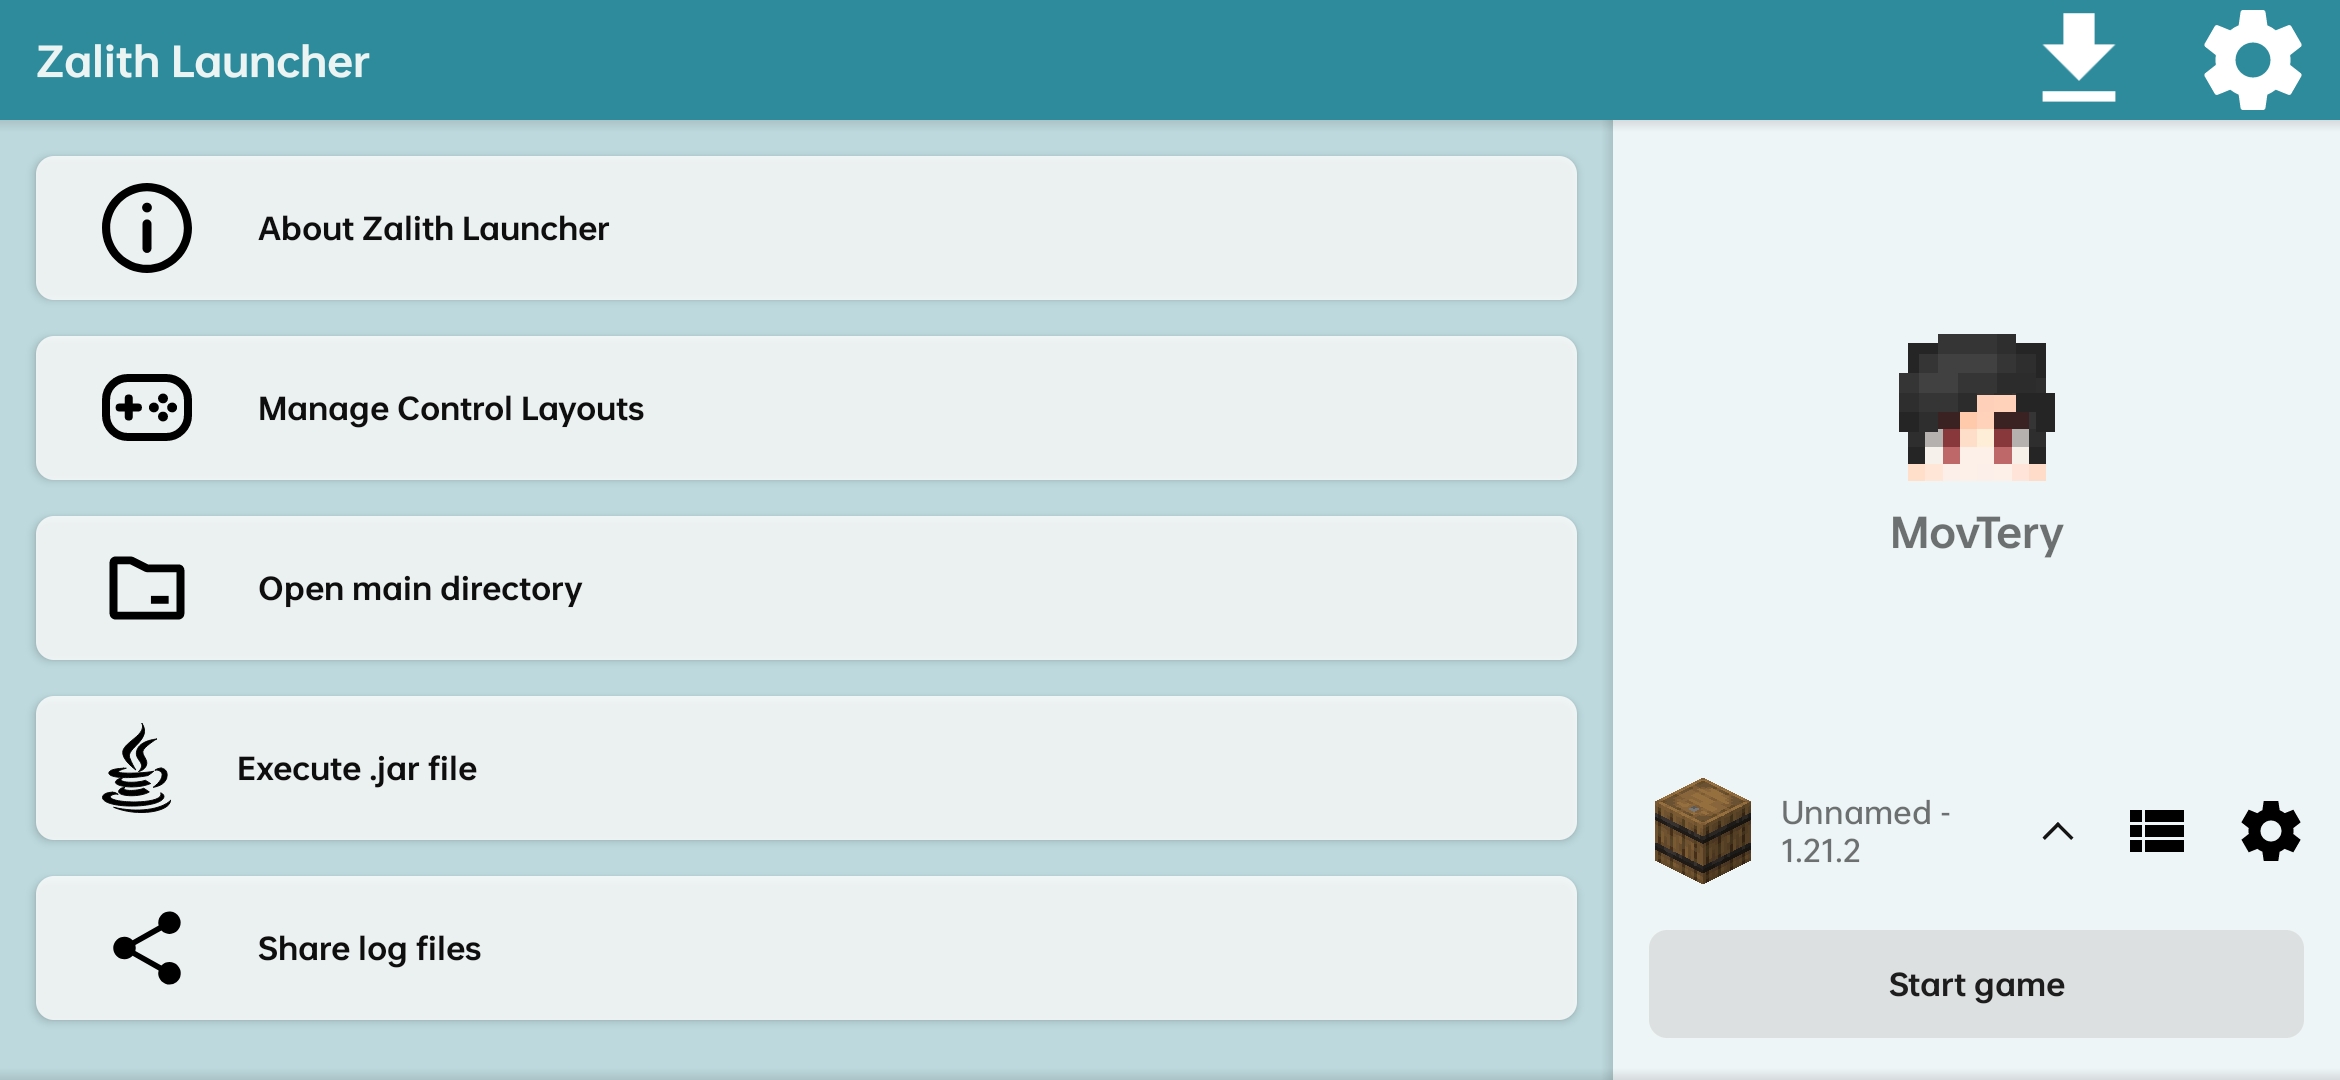 Zalith Launcher
About Zalith Launcher
Manage Control Layouts
Open main directory
Execute .jar file
Share log files
MovTery
Unnamed -
1.21.2
Start game